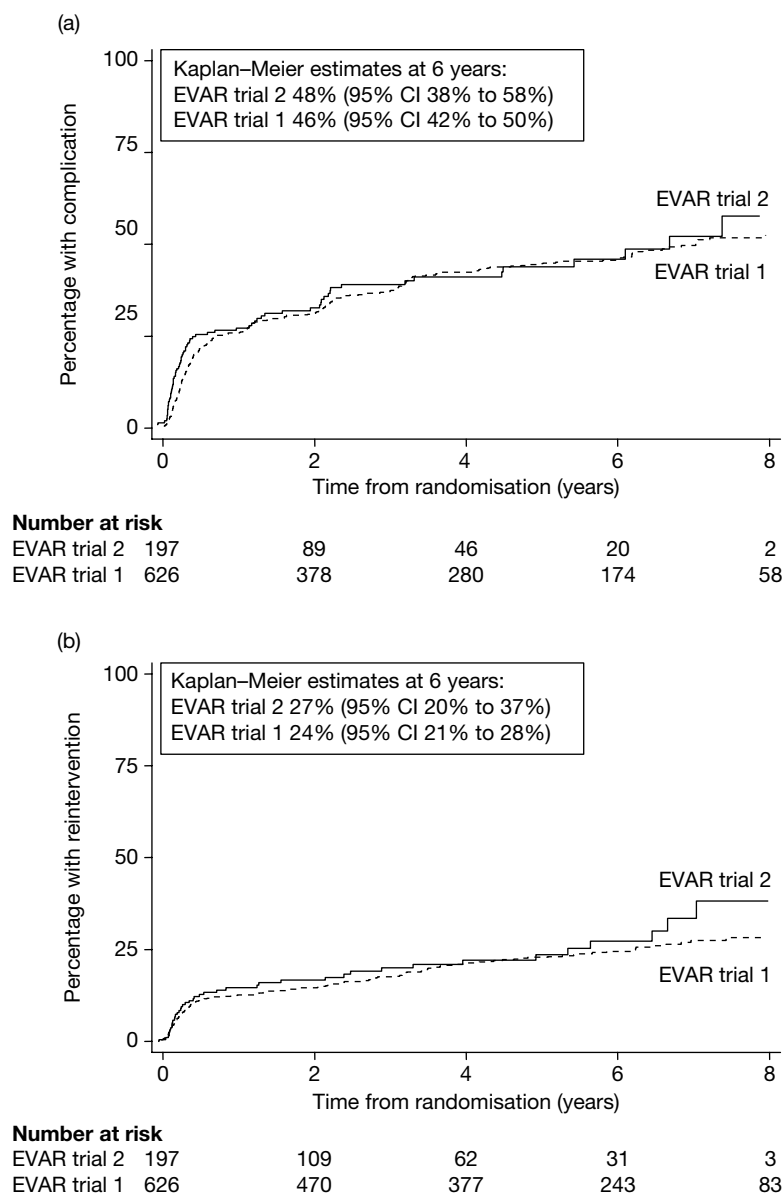 (a)
100
75
50
25
0
Percentage with complication
Kaplan–Meier estimates at 6 years:
EVAR trial 2 48% (95% CI 38% to 58%)
EVAR trial 1 46% (95% CI 42% to 50%)
EVAR trial 2
EVAR trial 1
0 2 4 6 8
Time from randomisation (years)
Number at risk
EVAR trial 2 197 89 46 20 2
EVAR trial 1 626 378 280 174 58
(b)
100
75
50
25
0
Percentage with reintervention
Kaplan–Meier estimates at 6 years:
EVAR trial 2 27% (95% CI 20% to 37%)
EVAR trial 1 24% (95% CI 21% to 28%)
EVAR trial 2
EVAR trial 1
0 2 4 6 8
Time from randomisation (years)
Number at risk
EVAR trial 2 197 109 62 31 3
EVAR trial 1 626 470 377 243 83